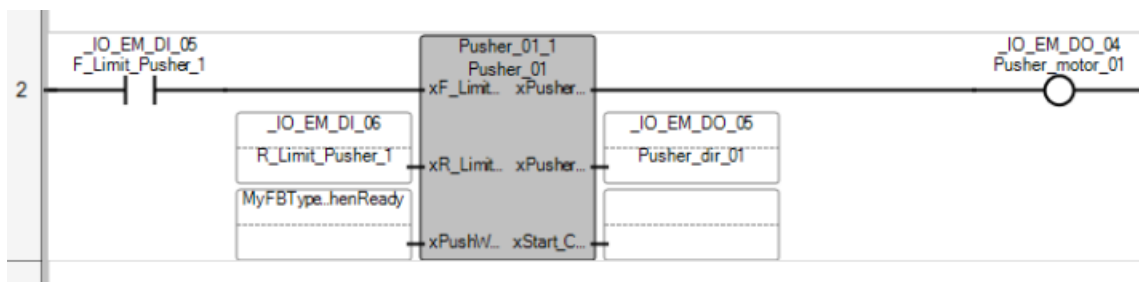 _IO_EM_DI_05
F_Limit_Pusher_1
Pusher_01_1
Pusher_01
_IO_EM_DO_04
Pusher_motor_01
2
xF_Limit... xPusher...
_IO_EM_DI_06
R_Limit_Pusher_1
_IO_EM_DO_05
Pusher_dir_01
xR_Limit... xPusher...
MyFBType...henReady
xPushW... xStart_C...